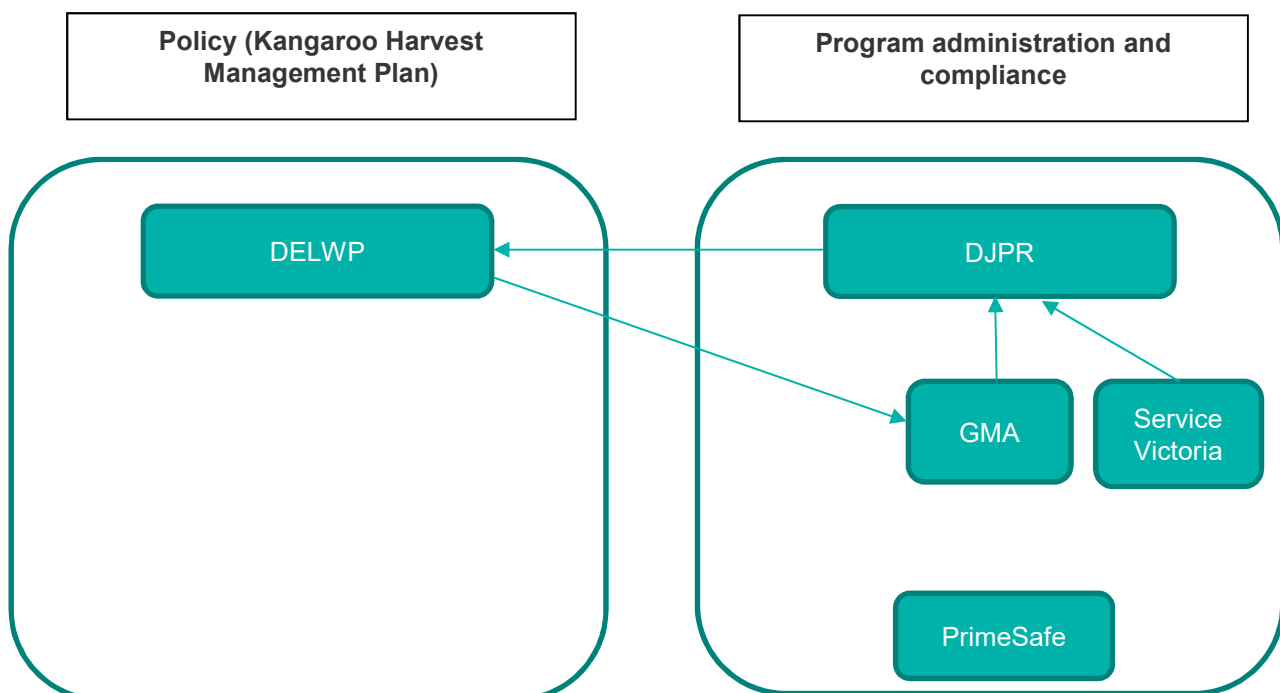 Policy (Kangaroo Harvest
Management Plan)
Program administration and
compliance
DELWP
DJPR
GMA
Service
Victoria
PrimeSafe